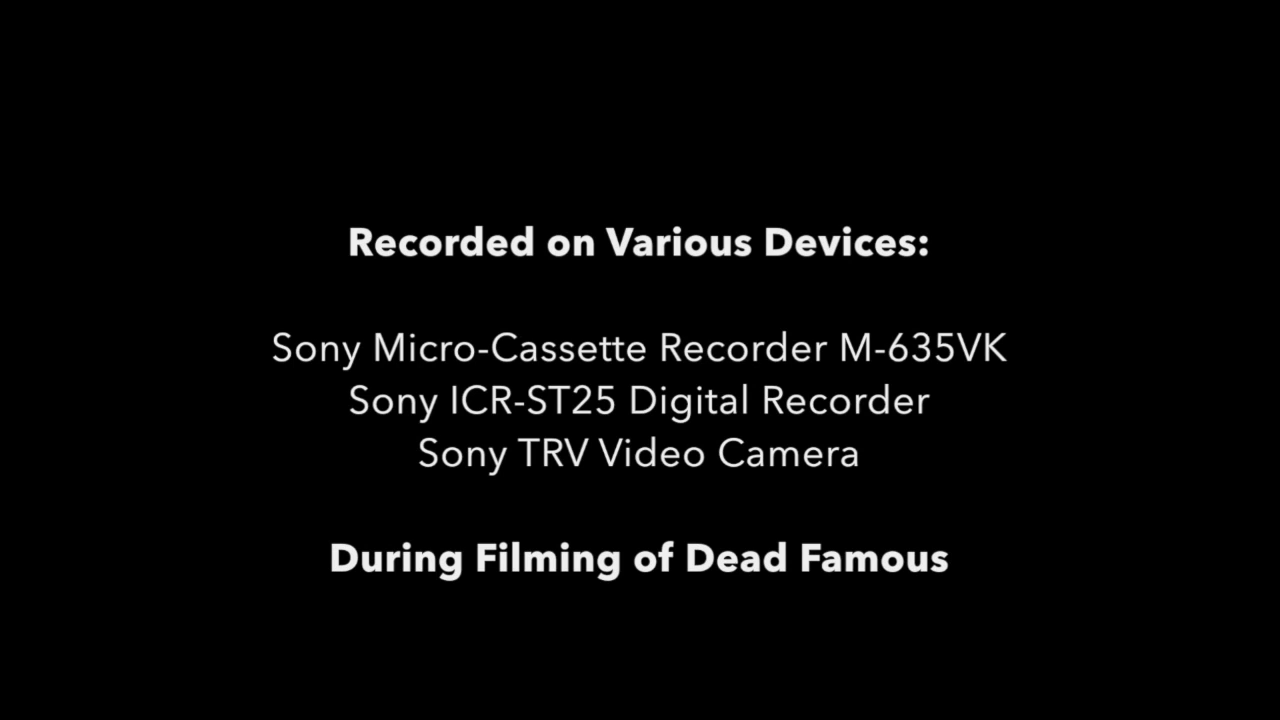 Recorded on Various Devices:
Sony Micro-Cassette Recorder M-635VK
Sony ICR-ST25 Digital Recorder
Sony TRV Video Camera
During Filming of Dead Famous